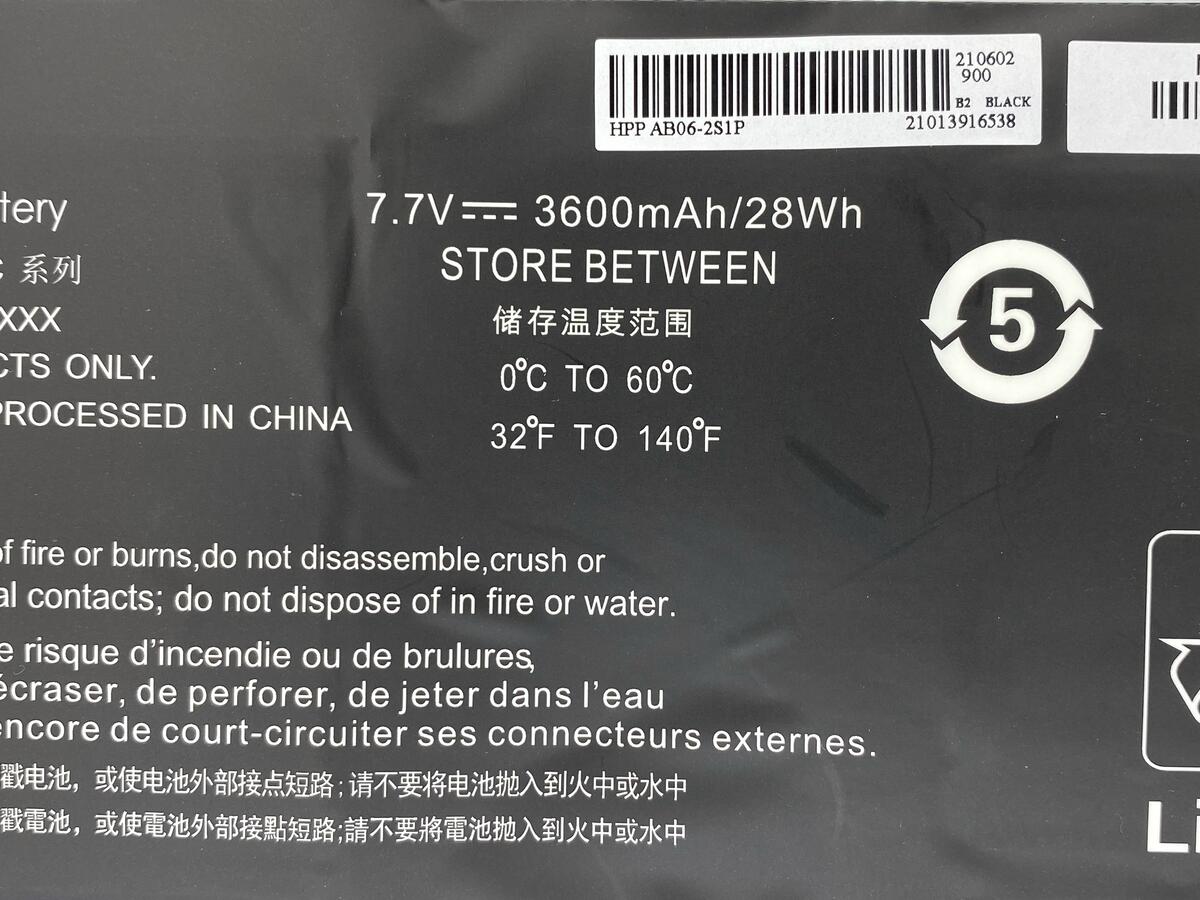 210602
900
B2 BLACK
HPP AB06-2S1P
21013916538
tery
7.7V 3600mAh/28Wh
STORE BETWEEN
C 系列
储存温度范围
XXX
0°C TO 60°C
CTS ONLY.
32°F TO 140°F
PROCESSED IN CHINA
5
of fire or burns,do not disassemble,crush or
al contacts; do not dispose of in fire or water.
e risque d'incendie ou de brulures,
écraser, de perforer, de jeter dans l'eau
encore de court-circuiter ses connecteurs externes.
戳电池，或使电池外部接点短路;请不要将电池抛入到火中或水中
戳電池，或使電池外部接點短路;請不要將電池抛入到火中或水中
Li